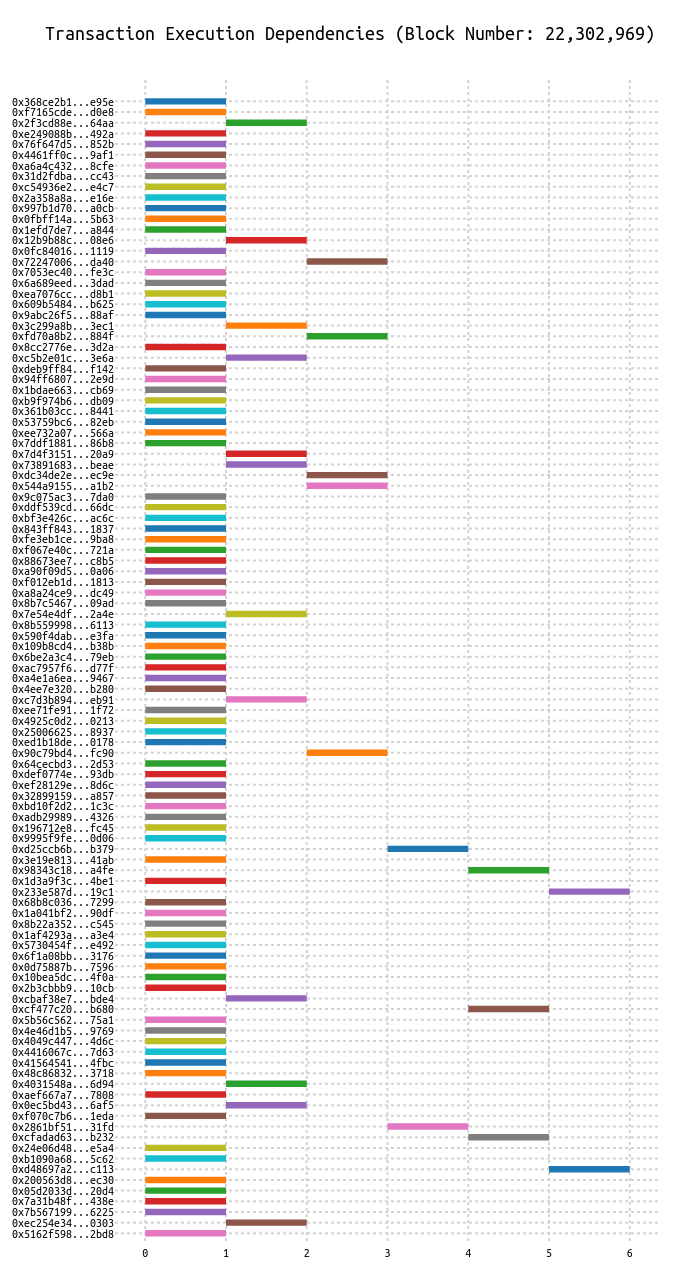 Transaction Execution Dependencies (Block Number: 22,302,969)
0x368ce2b1...e95e
0xf7165cde...d0e8
0x2f3cd88e...64aa
0xe249088b...492a
0x76f647d5...852b
0x4461ff0c...9af1
0xa6a4c432...8cfe
0x31d2fdba...cc43
0xc54936e2...e4c7
0x2a358a8a...e16e
0x997b1d70...a0cb
0x0fbff14a...5b63
0x1efd7de7...a844
0x12b9b88c...08e6
0x0fc84016...1119
0x72247006...da40
0x7053ec40...fe3c
0x6a689eed...3dad
0xea7076cc...d8b1
0x609b5484...b625
0x9abc26f5...88af
0x3c299a8b...3ec1
0xfd70a8b2...884f
0x8cc2776e...3d2a
0xc5b2e01c...3e6a
0xdeb9ff84...f142
0x94ff6807...2e9d
0x1bdae663...cb69
0xb9f974b6...db09
0x361b03cc...8441
0x53759bc6...82eb
0xee732a07...566a
0x7ddf1881...86b8
0x7d4f3151...20a9
0x73891683...beae
0xdc34de2e...ec9e
0x544a9155...a1b2
0x9c075ac3...7da0
0xddf539cd...66dc
0xbf3e426c...ac6c
0x843ff843...1837
0xfe3eb1ce...9ba8
0xf067e40c...721a
0x88673ee7...c8b5
0xa90f09d5...0a06
0xf012eb1d...1813
0xa8a24ce9...dc49
0x8b7c5467...09ad
0x7e54e4df...2a4e
0x8b559998...6113
0x590f4dab...e3fa
0x109b8cd4...b38b
0x6be2a3c4...79eb
0xac7957f6...d77f
0xa4e1a6ea...9467
0x4ee7e320...b280
0xc7d3b894...eb91
0xee71fe91...1f72
0x4925c0d2...0213
0x25006625...8937
0xed1b18de...0178
0x90c79bd4...fc90
0x64cecbd3...2d53
0xdef0774e...93db
0xef28129e...8d6c
0x32899159...a857
0xbd10f2d2...1c3c
0xadb29989...4326
0x196712e8...fc45
0x9995f9fe...0d06
0xd25ccb6b...b379
0x3e19e813...41ab
0x98343c18...a4fe
0x1d3a9f3c...4be1
0x233e587d...19c1
0x68b8c036...7299
0x1a041bf2...90df
0x8b22a352...c545
0x1af4293a...a3e4
0x5730454f...e492
0x6f1a08bb...3176
0x0d75887b...7596
0x10bea5dc...4f0a
0x2b3cbbb9...10cb
0xcbaf38e7...bde4
0xcf477c20...b680
0x5b56c562...75a1
0x4e46d1b5...9769
0x4049c447...4d6c
0x4416067c...7d63
0x41564541...4fbc
0x48c86832...3718
0x4031548a...6d94
0xaef667a7...7808
0x0ec5bd43...6af5
0xf070c7b6...1eda
0x2861bf51...31fd
0xcfadad63...b232
0x24e06d48...e5a4
0xb1090a68...5c62
0xd48697a2...c113
0x200563d8...ec30
0x05d2033d...20d4
0x7a31b48f...438e
0x7b567199...6225
0xec254e34...0303
0x5162f598...2bd8
0 1 2 3 4 5 6